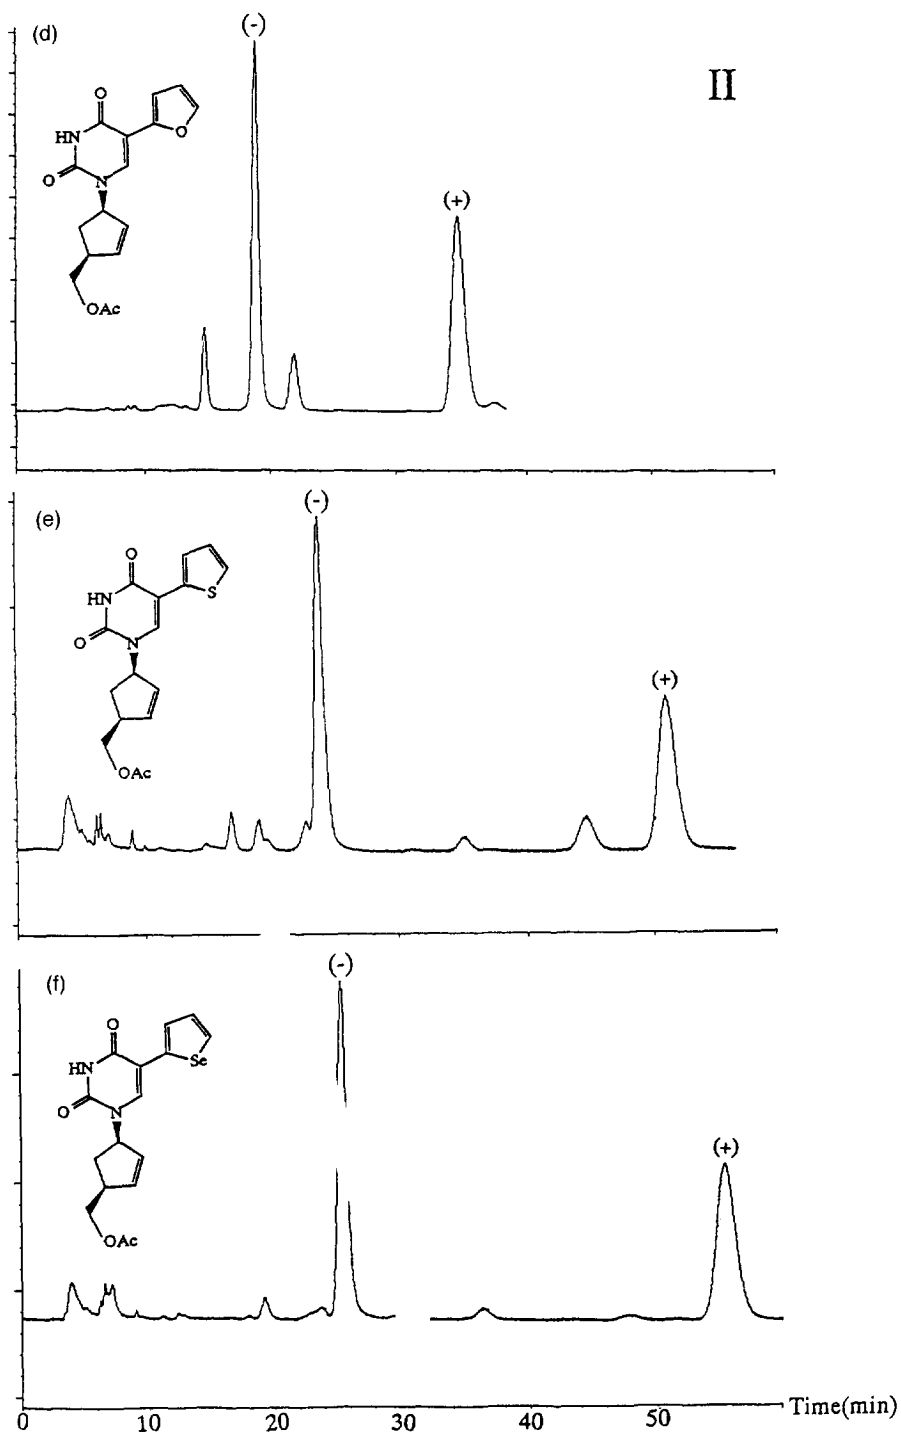 (d)
(-)
II
O
O
HN
(+)
O
N
OAc
(e)
(-)
O
HN
S
O
N
(+)
OAc
(f)
(-)
O
HN
Se
O
N
(+)
OAc
0 10 20 30 40 50 Time(min)